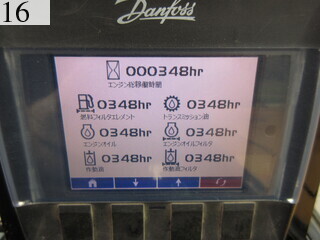 16
Danfoss
000348hr
エンジン総稼働時間
0348hr 0348hr
燃料フィルタエレメント トランスミッション油
0348hr 0348hr
エンジンオイル エンジンオイルフィルタ
0348hr 0348hr
作動油 作動油フィルタ